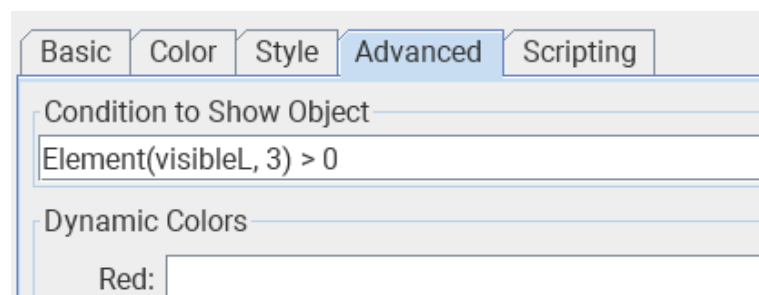 Basic Color Style Advanced Scripting
Condition to Show Object
Element(visibleL, 3) > 0
Dynamic Colors
Red: